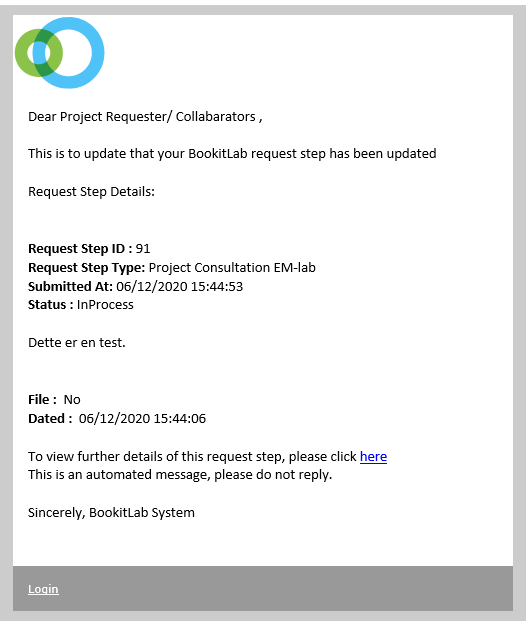 Dear Project Requester/ Collabarators ,
This is to update that your BookitLab request step has been updated
Request Step Details:
Request Step ID : 91
Request Step Type: Project Consultation EM-lab
Submitted At: 06/12/2020 15:44:53
Status : InProcess
Dette er en test.
File : No
Dated : 06/12/2020 15:44:06
To view further details of this request step, please click here
This is an automated message, please do not reply.
Sincerely, BookitLab System
Login